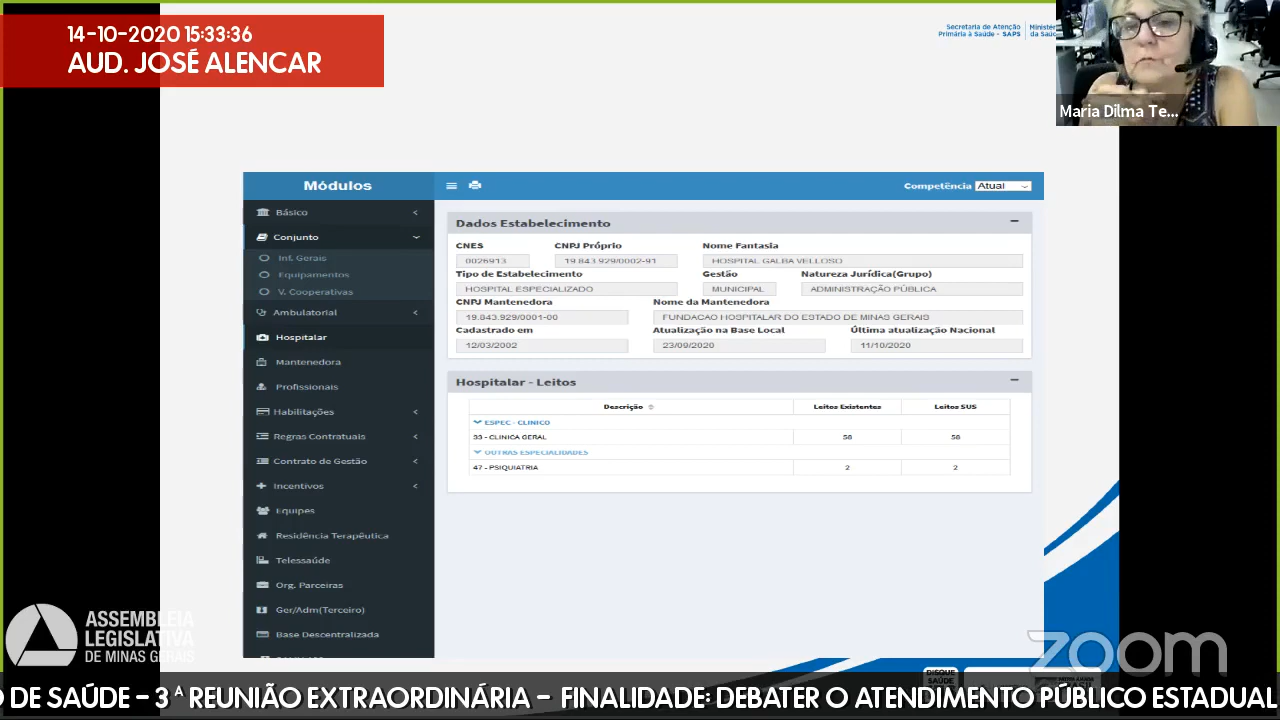 14-10-2020 15:33:36
AUD. JOSÉ ALENCAR
Secretaria de Atenção
Primária à Saúde - SAPS
Ministér
da Saú
Maria Dilma Te...
Módulos
Competência Atual
Básico
Conjunto
Inf. Gerais
Equipamentos
V. Cooperativas
Ambulatorial
Hospitalar
Mantenedora
Profissionais
Habilitações
Regras Contratuais
Contrato de Gestão
Incentivos
Equipes
Residência Terapêutica
Telessaúde
Org. Parceiras
Ger/Adm(Terceiro)
Base Descentralizada
Dados Estabelecimento
CNES CNPJ Próprio Nome Fantasia
0026913 19.843.929/0002-91 HOSPITAL GALBA VELLOSO
Tipo de Estabelecimento Gestão Natureza Jurídica(Grupo)
HOSPITAL ESPECIALIZADO MUNICIPAL ADMINISTRAÇÃO PÚBLICA
CNPJ Mantenedora Nome da Mantenedora
19.843.929/0001-00 FUNDACAO HOSPITALAR DO ESTADO DE MINAS GERAIS
Cadastrado em Atualização na Base Local Última atualização Nacional
12/03/2002 23/09/2020 11/10/2020
Hospitalar - Leitos
Descrição Leitos Existentes Leitos SUS
ESPEC - CLINICO
33 - CLINICA GERAL 58 58
OUTRAS ESPECIALIDADES
47 - PSIQUIATRIA 2 2
ASSEMBLEIA
LEGISLATIVA
DE MINAS GERAIS
zoom
DISQUE
SAÚDE
O DE SAÚDE – 3ª REUNIÃO EXTRAORDINÁRIA – FINALIDADE: DEBATER O ATENDIMENTO PÚBLICO ESTADUAL